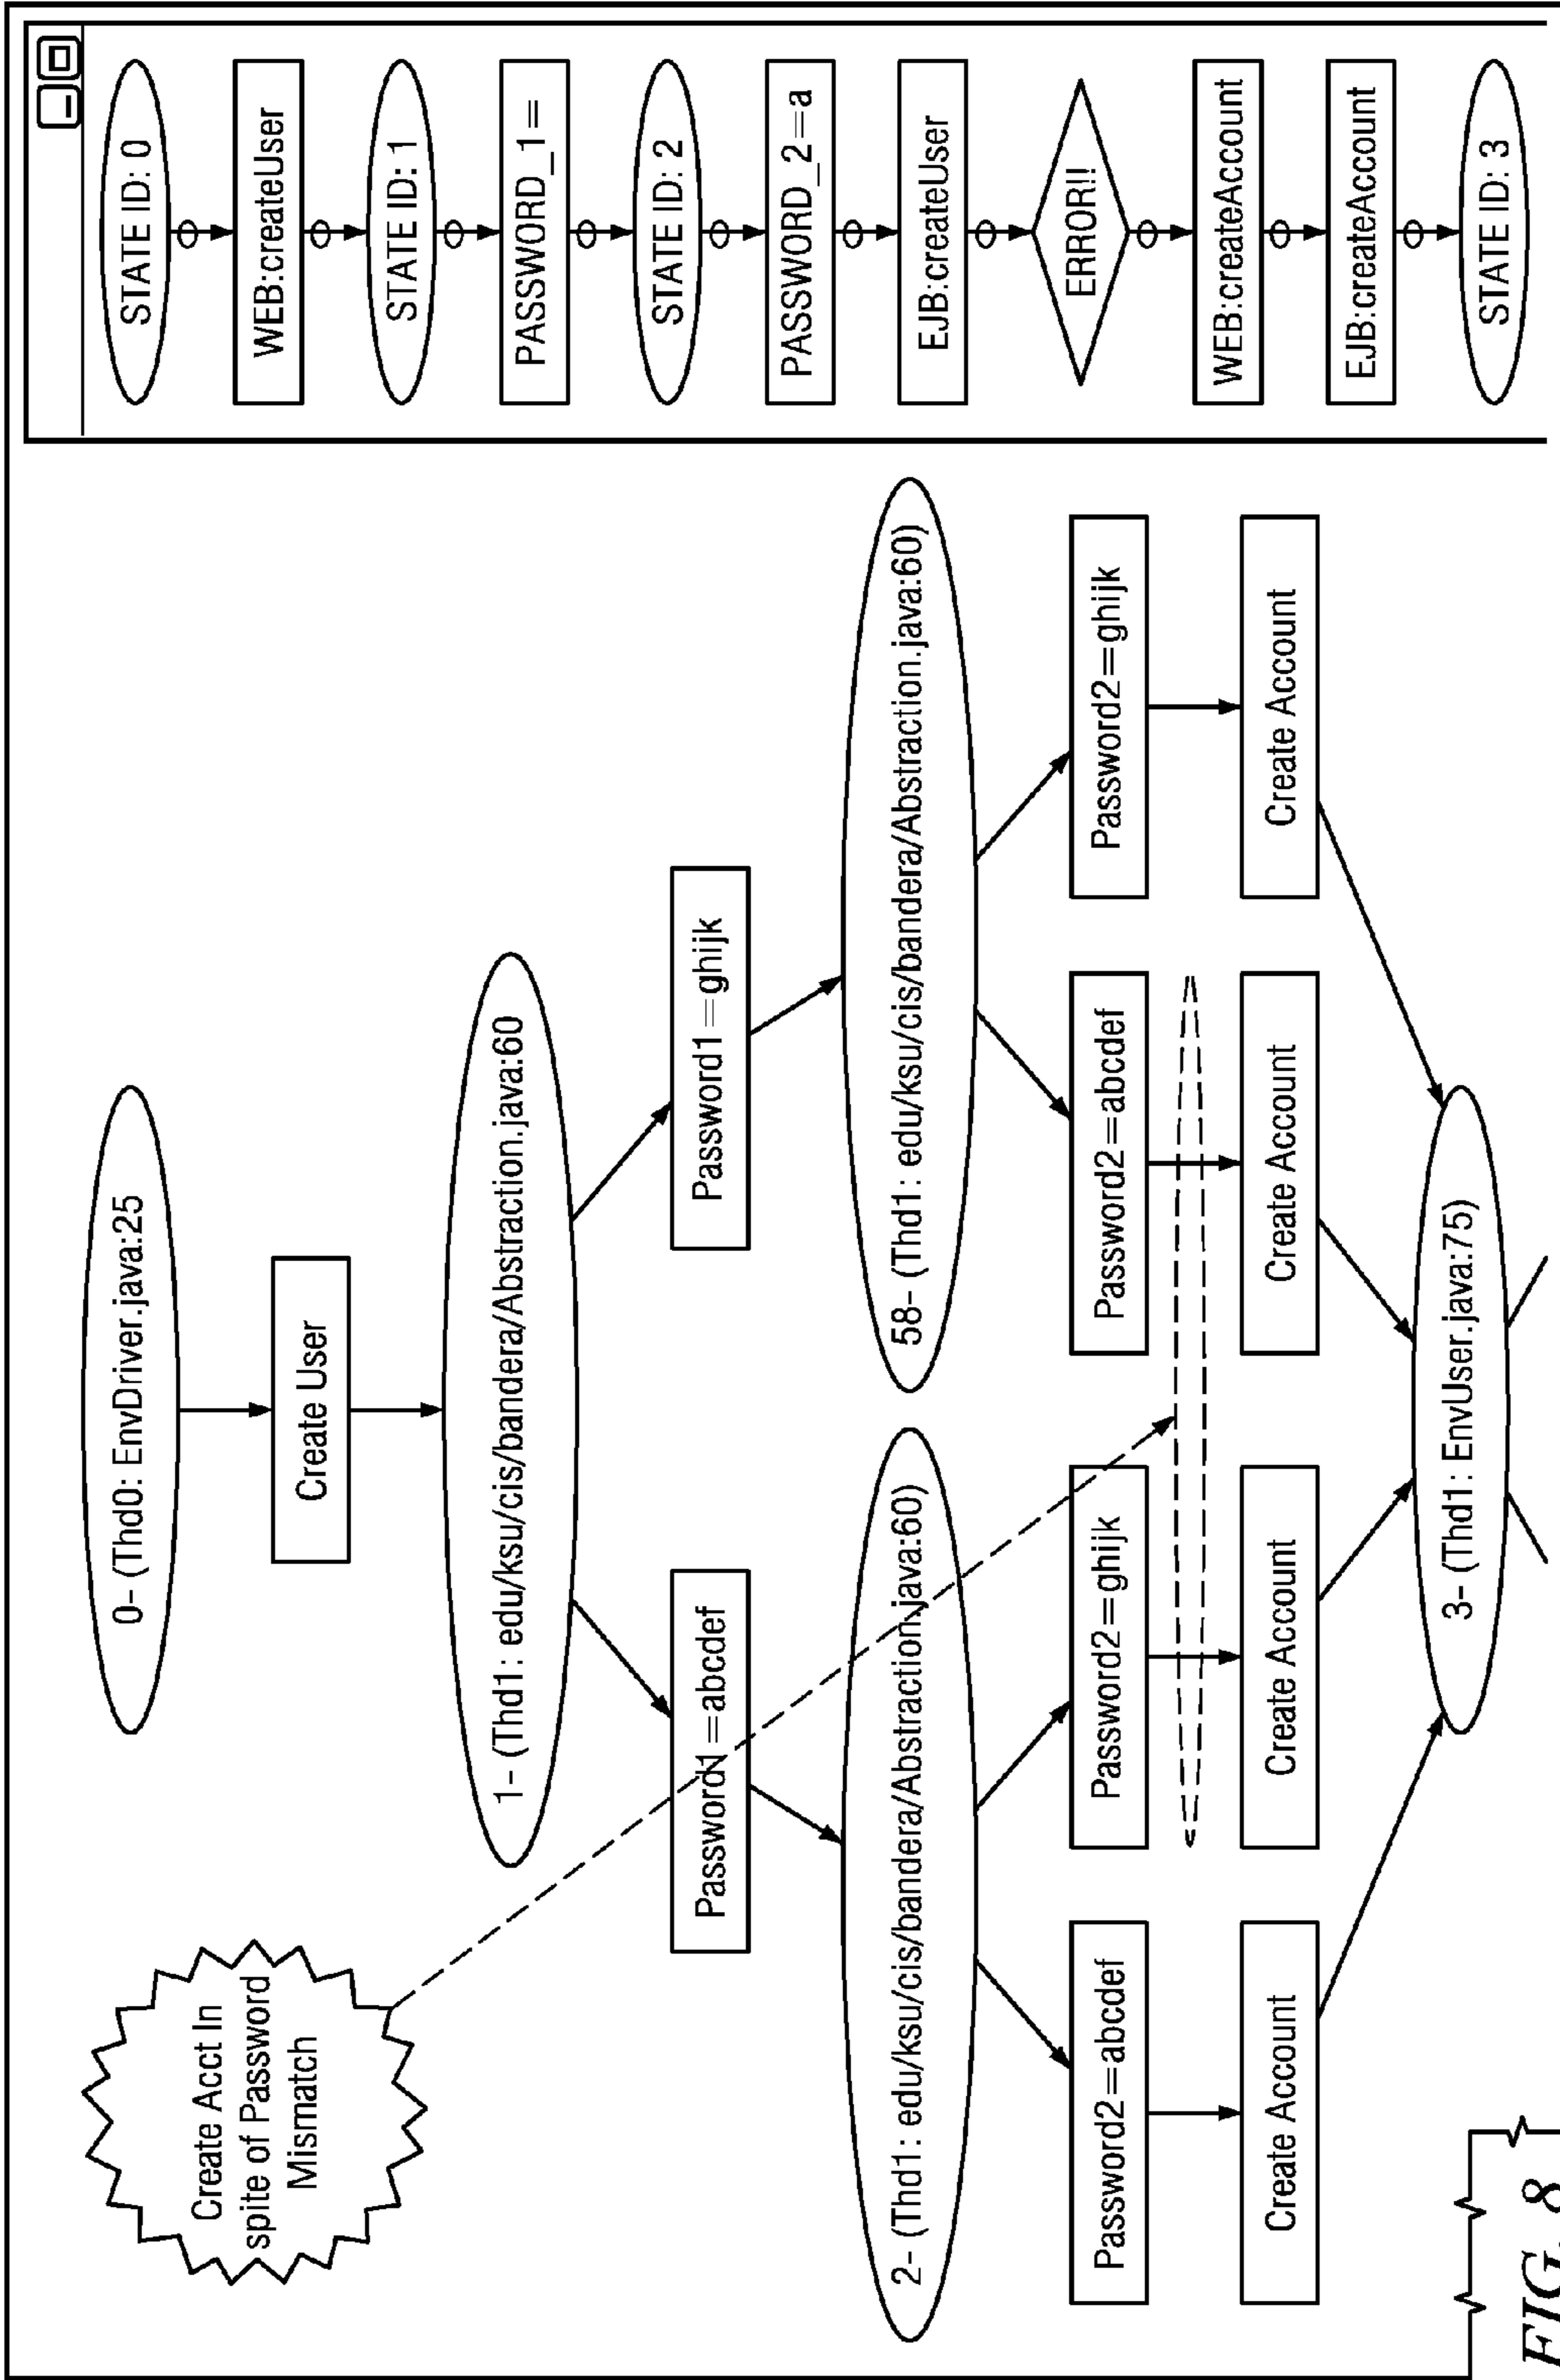 Create Acct In
spite of Password
Mismatch
0- (Thd0: EnvDriver.java:25
Create User
1- (Thd1: edu/ksu/cis/bandera/Abstraction.java:60
Password1=abcdef
Password1=ghijk
2- (Thd1: edu/ksu/cis/bandera/Abstraction.java:60)
58- (Thd1: edu/ksu/cis/bandera/Abstraction.java:60)
Password2=abcdef
Password2=ghijk
Password2=abcdef
Password2=ghijk
Create Account
Create Account
Create Account
Create Account
3- (Thd1: EnvUser.java:75)
STATE ID: 0
WEB:createUser
STATE ID: 1
PASSWORD_1=
STATE ID: 2
PASSWORD_2=a
EJB:createUser
ERROR!!
WEB:createAccount
EJB:createAccount
STATE ID: 3
FIG. 8